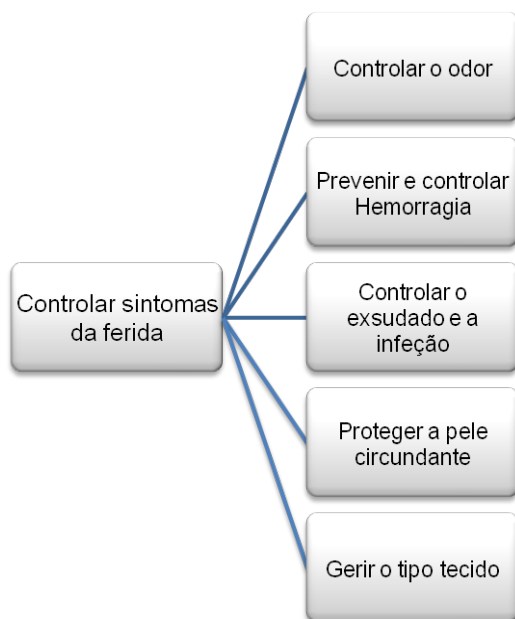 Controlar o odor
Prevenir e controlar
Hemorragia
Controlar sintomas
da ferida
Controlar o
exsudado e a
infeção
Proteger a pele
circundante
Gerir o tipo tecido